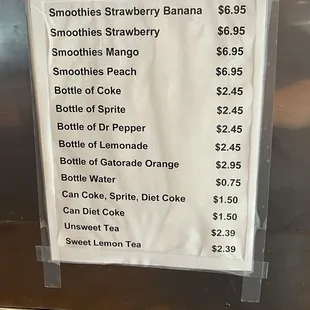 Smoothies Strawberry Banana $6.95
Smoothies Strawberry $6.95
Smoothies Mango $6.95
Smoothies Peach $6.95
Bottle of Coke $2.45
Bottle of Sprite $2.45
Bottle of Dr Pepper $2.45
Bottle of Lemonade $2.45
Bottle of Gatorade Orange $2.95
Bottle Water $0.75
Can Coke, Sprite, Diet Coke $1.50
Can Diet Coke $1.50
Unsweet Tea $2.39
Sweet Lemon Tea $2.39